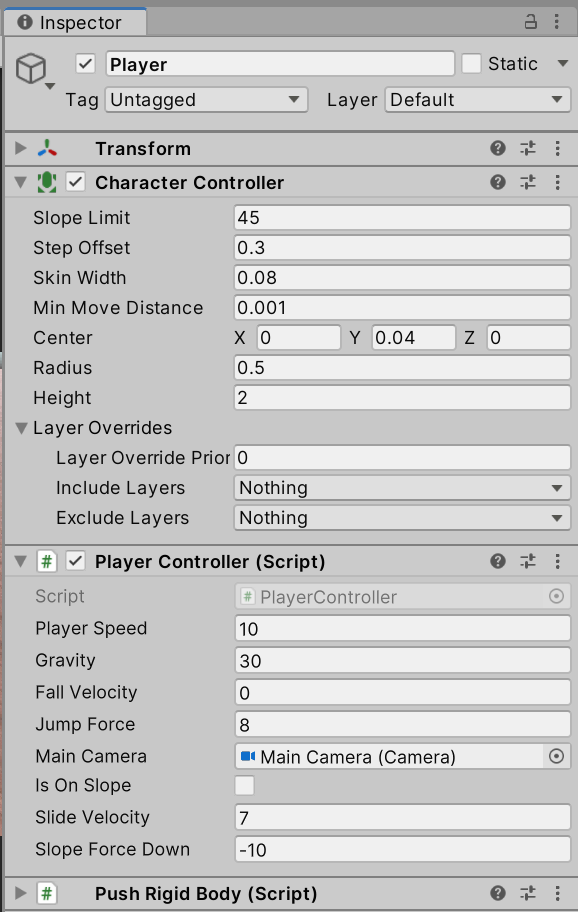 Inspector
Player
Static
Tag Untagged Layer Default
Transform
Character Controller
Slope Limit 45
Step Offset 0.3
Skin Width 0.08
Min Move Distance 0.001
Center X 0 Y 0.04 Z 0
Radius 0.5
Height 2
Layer Overrides
Layer Override Prior 0
Include Layers Nothing
Exclude Layers Nothing
# Player Controller (Script)
Script # PlayerController
Player Speed 10
Gravity 30
Fall Velocity 0
Jump Force 8
Main Camera Main Camera (Camera)
Is On Slope
Slide Velocity 7
Slope Force Down -10
# Push Rigid Body (Script)